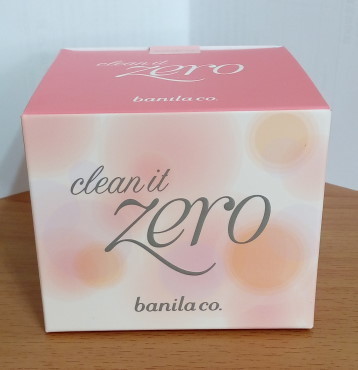 clean it
zero
banila co.
clean it
zero
banila co.